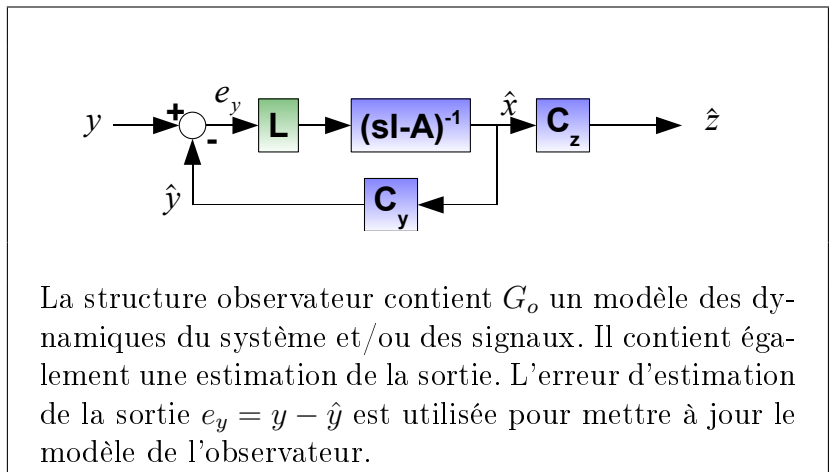 y + - e_y L (sI-A)^-1 x̂ C_z ẑ
ŷ C_y
La structure observateur contient G_o un modèle des dy-
namiques du système et/ou des signaux. Il contient éga-
lement une estimation de la sortie. L'erreur d'estimation
de la sortie e_y = y − ŷ est utilisée pour mettre à jour le
modèle de l'observateur.